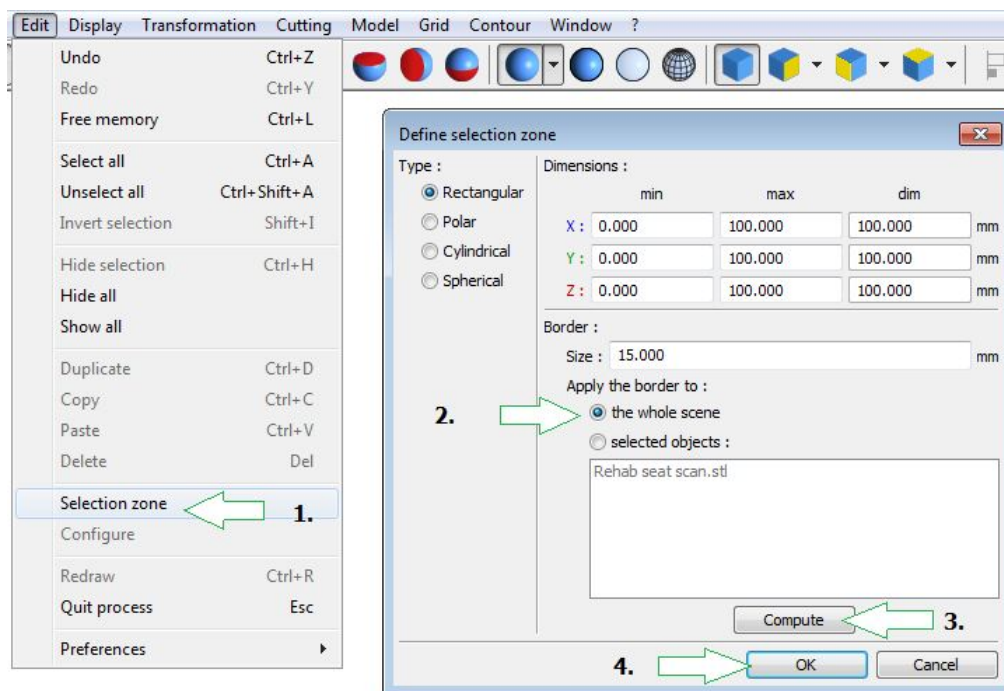 Edit Display Transformation Cutting Model Grid Contour Window ?
Undo Ctrl+Z
Redo Ctrl+Y
Free memory Ctrl+L
Select all Ctrl+A
Unselect all Ctrl+Shift+A
Invert selection Shift+I
Hide selection Ctrl+H
Hide all
Show all
Duplicate Ctrl+D
Copy Ctrl+C
Paste Ctrl+V
Delete Del
Selection zone 1.
Configure
Redraw Ctrl+R
Quit process Esc
Preferences
Define selection zone
Type :
Rectangular
Polar
Cylindrical
Spherical
Dimensions :
min max dim
X : 0.000 100.000 100.000 mm
Y : 0.000 100.000 100.000 mm
Z : 0.000 100.000 100.000 mm
Border :
Size : 15.000 mm
Apply the border to :
2. the whole scene
selected objects :
Rehab seat scan.stl
Compute 3.
4. OK Cancel